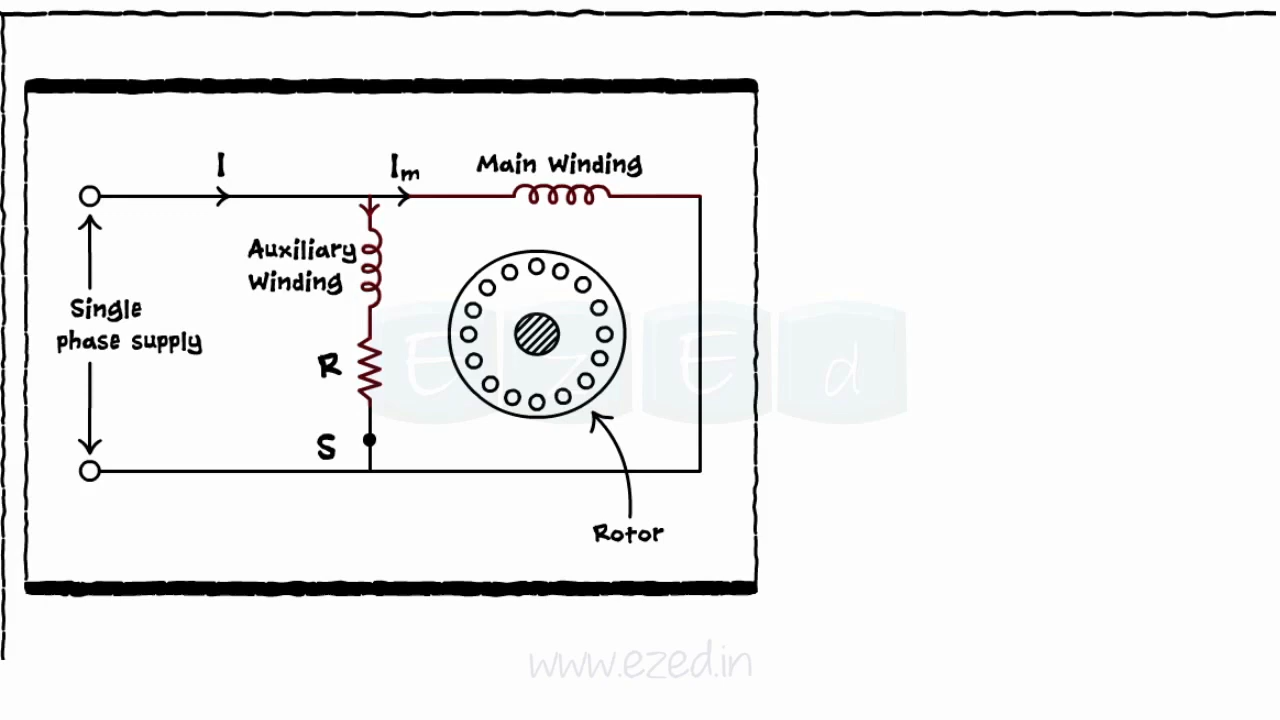 I
Im
Main Winding
Auxiliary
Winding
Single
phase supply
R
S
Rotor
E Z E d
www.ezed.in